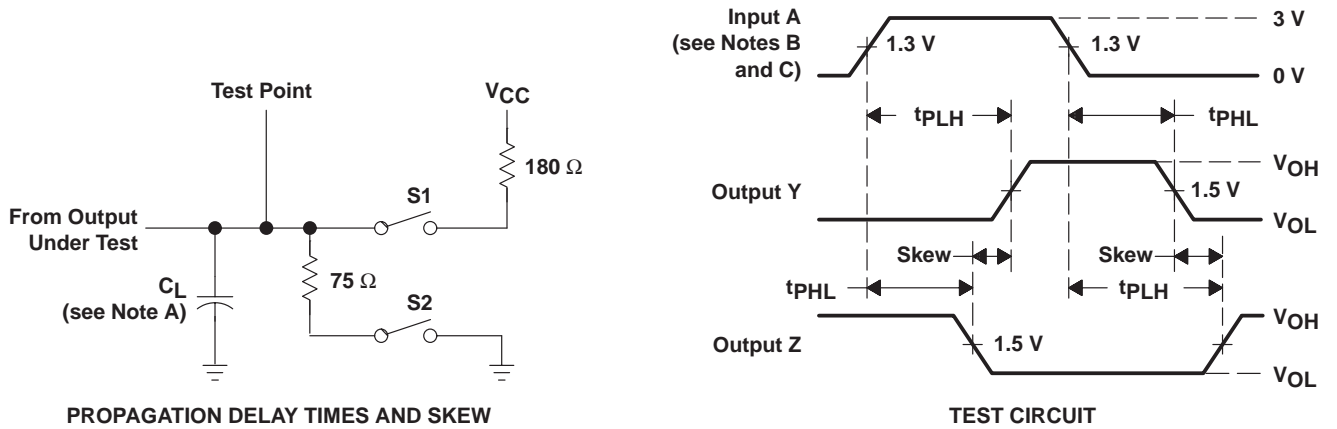 Test Point
VCC
180 Ω
S1
From Output
Under Test
75 Ω
CL
(see Note A)
S2
PROPAGATION DELAY TIMES AND SKEW
Input A
(see Notes B
and C)
1.3 V
1.3 V
3 V
0 V
tPLH
tPHL
Output Y
1.5 V
VOH
VOL
Skew
Skew
tPHL
tPLH
Output Z
1.5 V
VOH
VOL
TEST CIRCUIT